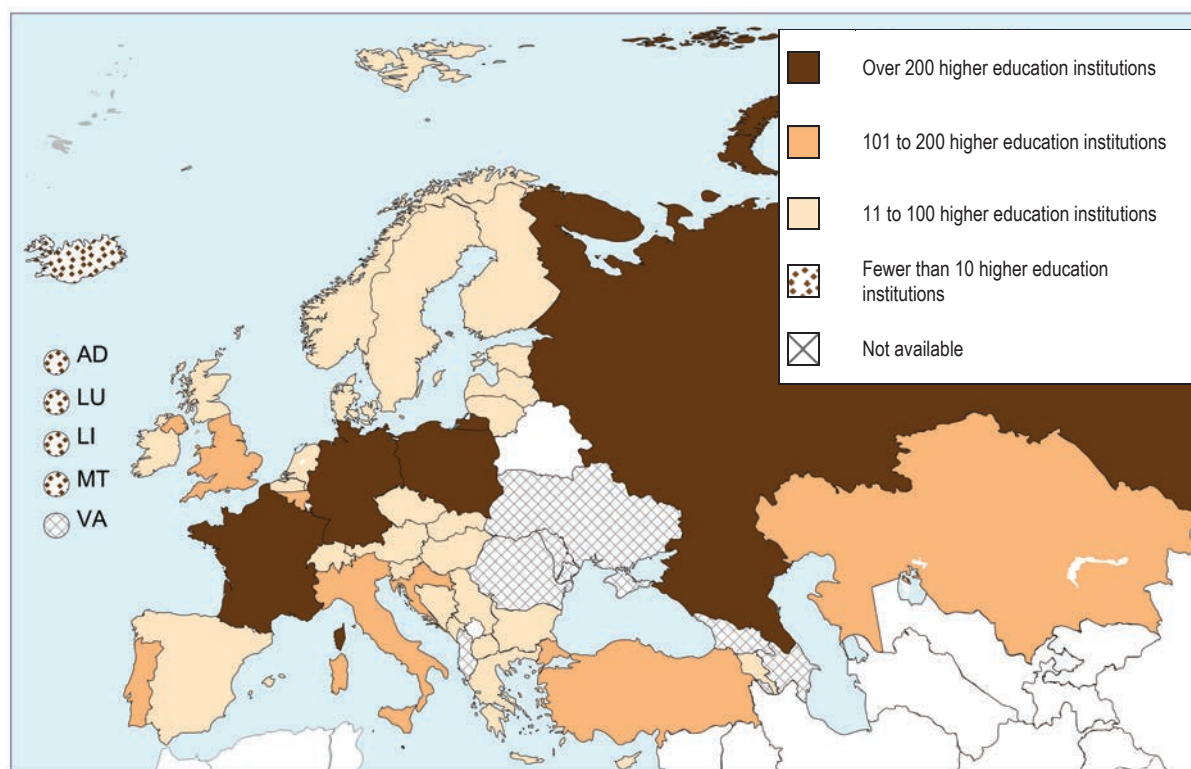 Over 200 higher education institutions
101 to 200 higher education institutions
11 to 100 higher education institutions
Fewer than 10 higher education
institutions
Not available
AD
LU
LI
MT
VA